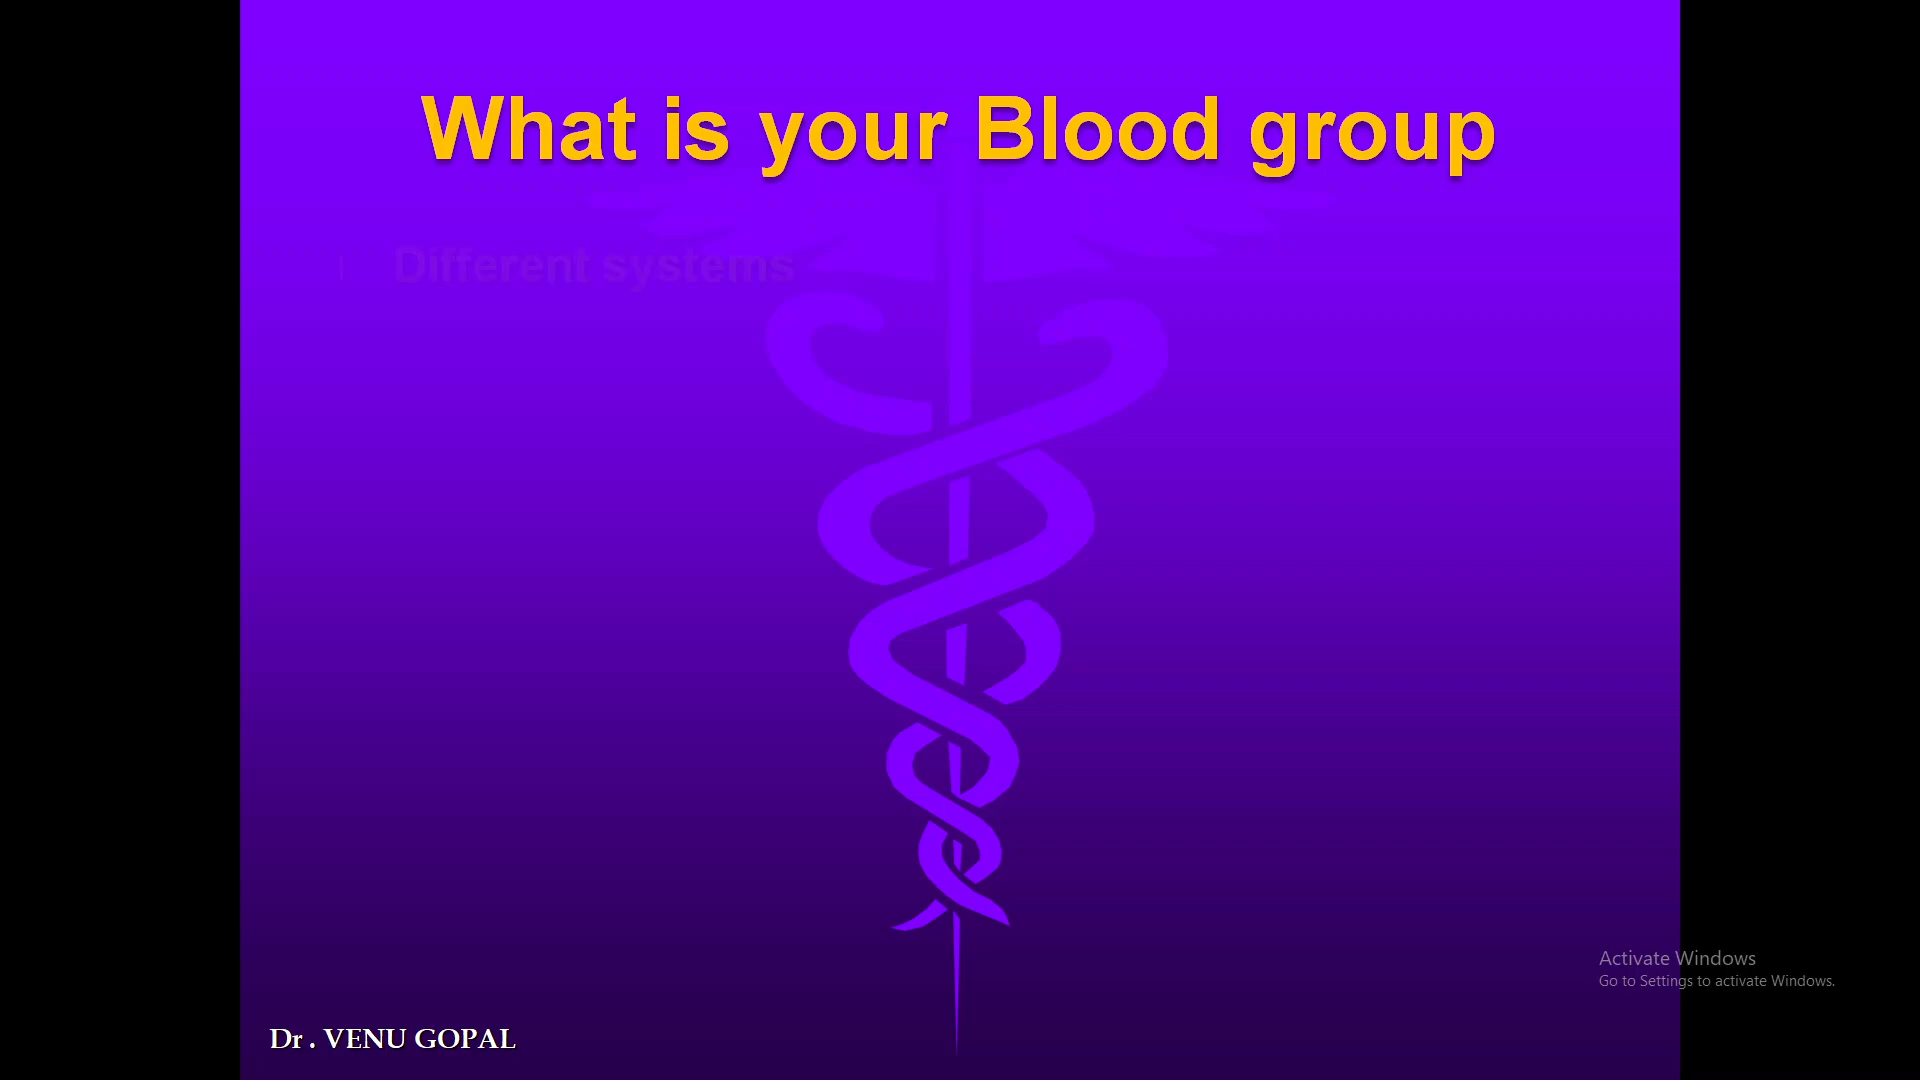 What is your Blood group
Different systems
Activate Windows
Go to Settings to activate Windows.
Dr . VENU GOPAL